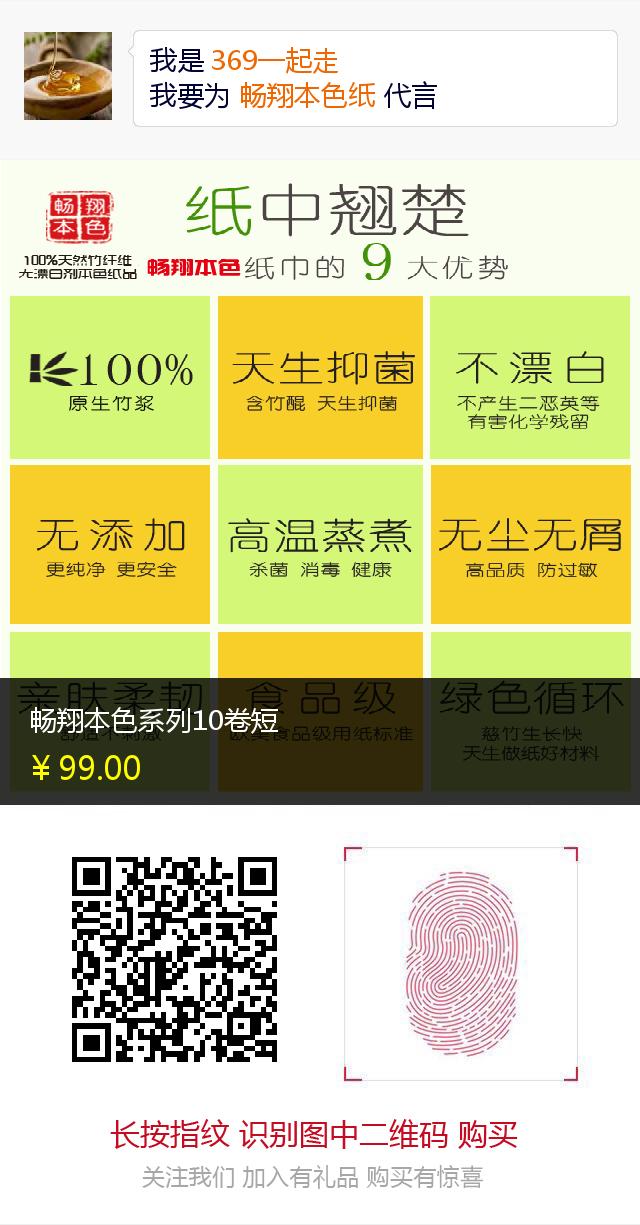 我是 369一起走
我要为 畅翔本色纸 代言
畅翔
本色
100%天然竹纤维
无漂白剂本色纸品
纸中翘楚
畅翔本色纸巾的 9 大优势
100%
原生竹浆
天生抑菌
含竹醌 天生抑菌
不漂白
不产生二恶英等
有害化学残留
无添加
更纯净 更安全
高温蒸煮
杀菌 消毒 健康
无尘无屑
高品质 防过敏
亲肤柔韧
食品级
欧美食品级用纸标准
绿色循环
慈竹生长快
天生做纸好材料
畅翔本色系列10卷短
¥ 99.00
长按指纹 识别图中二维码 购买
关注我们 加入有礼品 购买有惊喜